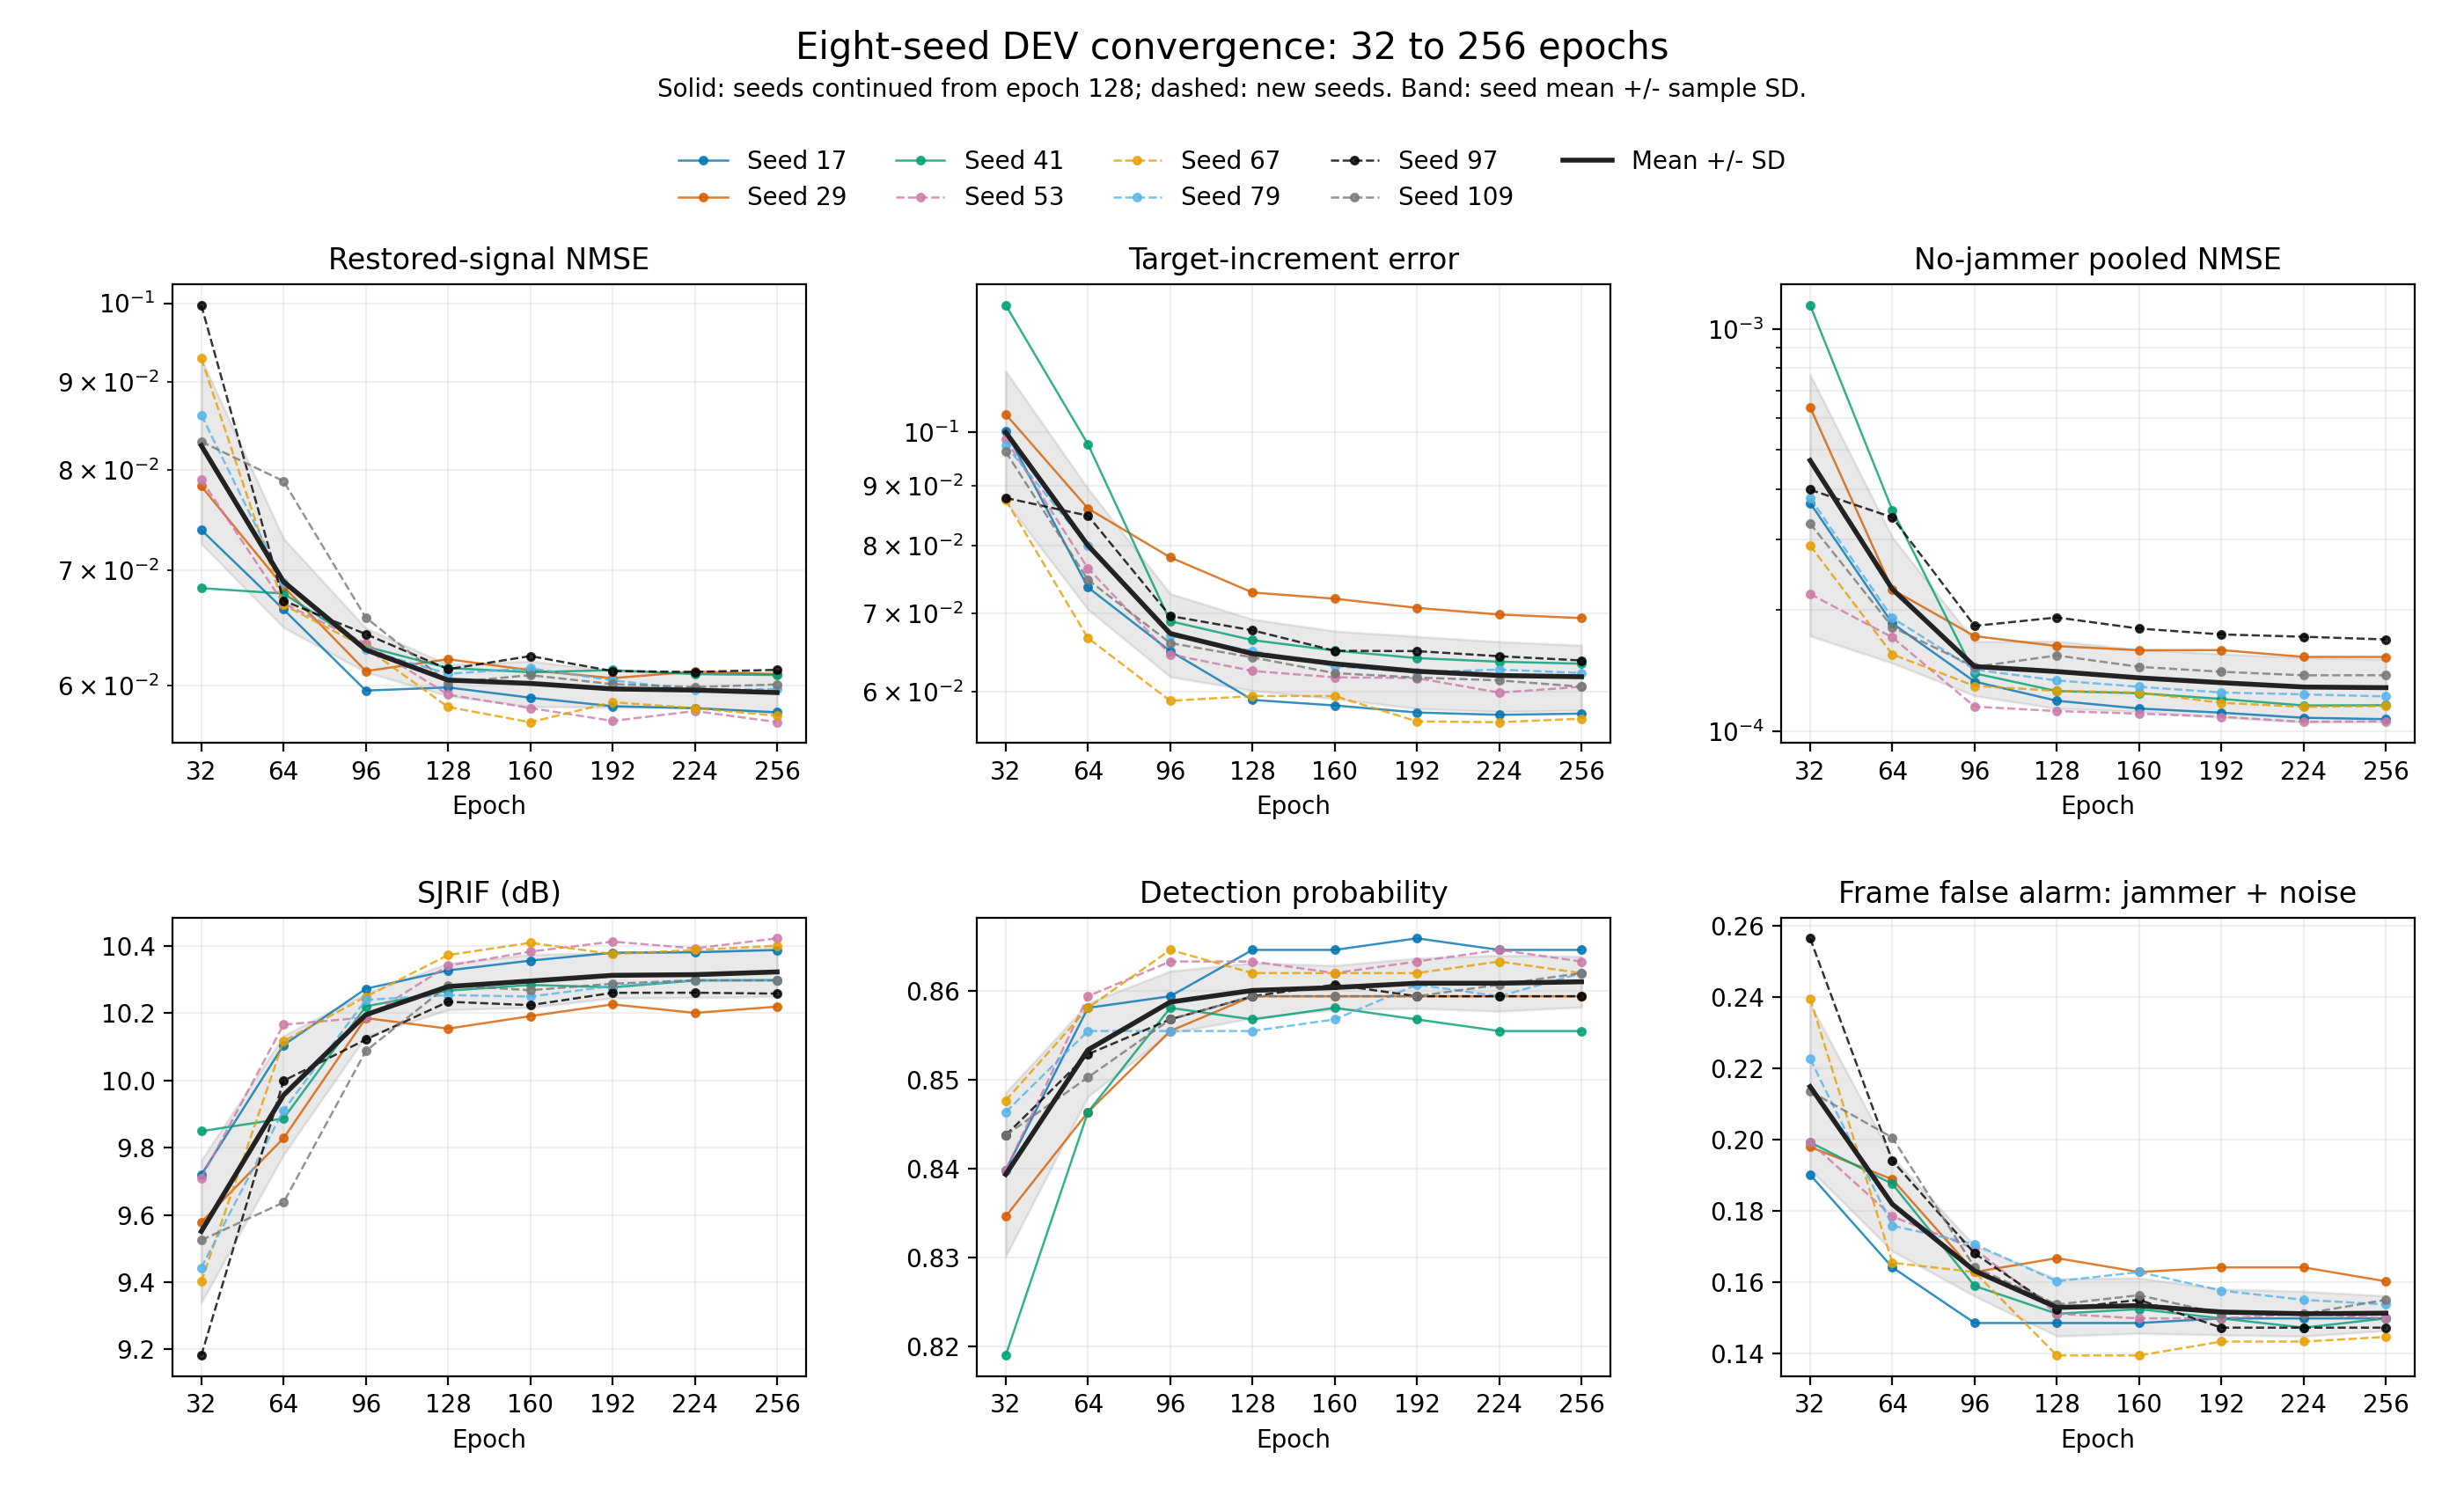 Eight-seed DEV convergence: 32 to 256 epochs
Solid: seeds continued from epoch 128; dashed: new seeds. Band: seed mean +/- sample SD.
Seed 17 Seed 41 Seed 67 Seed 97 Mean +/- SD
Seed 29 Seed 53 Seed 79 Seed 109
Restored-signal NMSE
10⁻¹
9 × 10⁻²
8 × 10⁻²
7 × 10⁻²
6 × 10⁻²
32 64 96 128 160 192 224 256
Epoch
Target-increment error
10⁻¹
9 × 10⁻²
8 × 10⁻²
7 × 10⁻²
6 × 10⁻²
32 64 96 128 160 192 224 256
Epoch
No-jammer pooled NMSE
10⁻³
10⁻⁴
32 64 96 128 160 192 224 256
Epoch
SJRIF (dB)
10.4
10.2
10.0
9.8
9.6
9.4
9.2
32 64 96 128 160 192 224 256
Epoch
Detection probability
0.86
0.85
0.84
0.83
0.82
32 64 96 128 160 192 224 256
Epoch
Frame false alarm: jammer + noise
0.26
0.24
0.22
0.20
0.18
0.16
0.14
32 64 96 128 160 192 224 256
Epoch